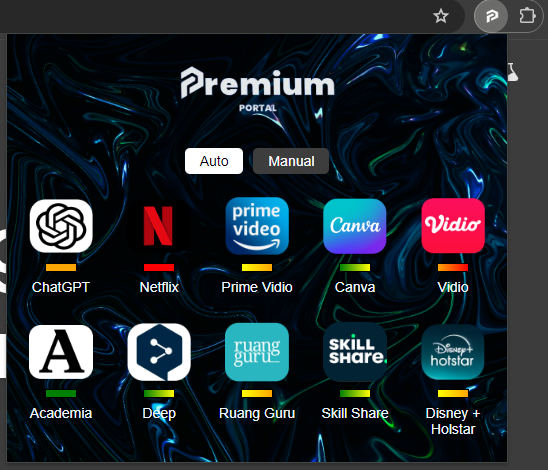 Premium
PORTAL
Auto
Manual
prime
video
Canva
Vidio
ChatGPT
Netflix
Prime Vidio
Canva
Vidio
A
ruang
guru
SKILL
SHARE.
Disney+
hotstar
Academia
Deep
Ruang Guru
Skill Share
Disney +
Holstar